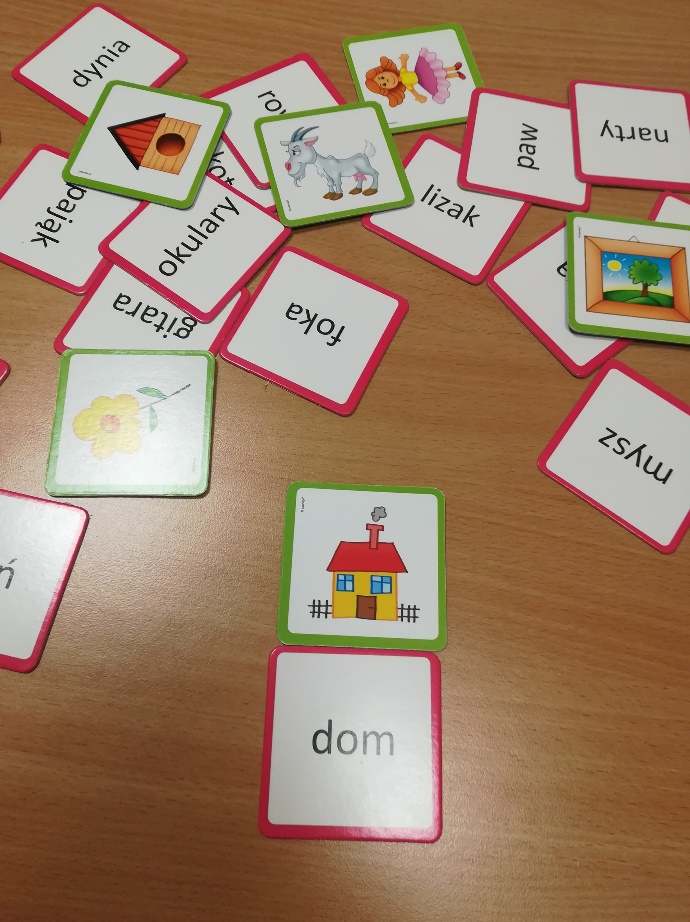 dynia
paw
narty
pająk
lizak
okulary
gitara
foka
mysz
dom